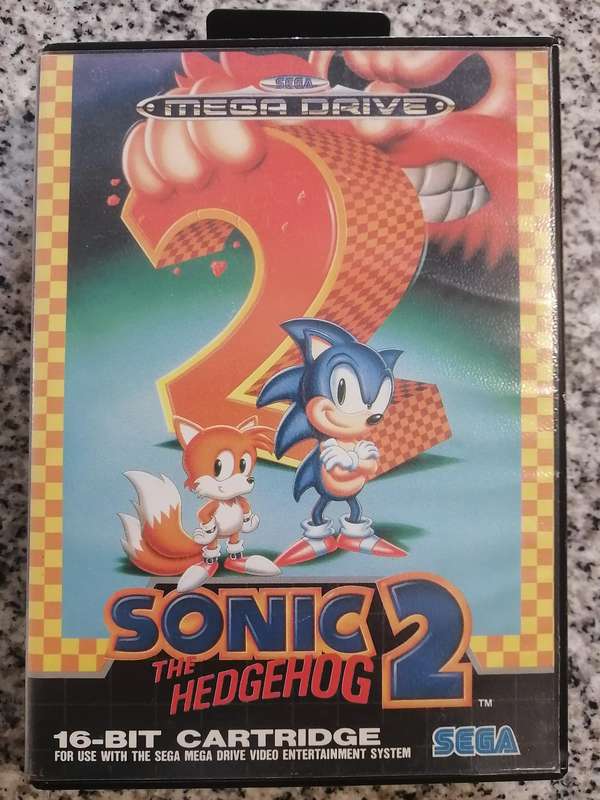 SEGA
MEGA DRIVE
2
SONIC
THE
HEDGEHOG
2
TM
16-BIT CARTRIDGE
FOR USE WITH THE SEGA MEGA DRIVE VIDEO ENTERTAINMENT SYSTEM
SEGA